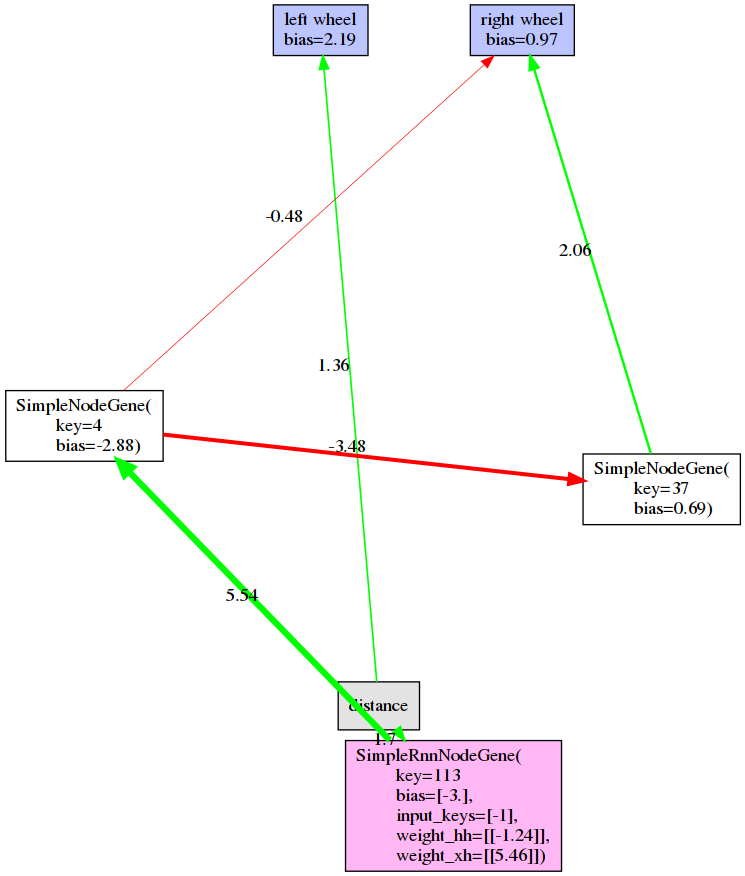 left wheel
bias=2.19
right wheel
bias=0.97
-0.48
2.06
1.36
SimpleNodeGene(
key=4
bias=-2.88)
-3.48
SimpleNodeGene(
key=37
bias=0.69)
5.54
distance
1.7
SimpleRnnNodeGene(
key=113
bias=[-3.],
input_keys=[-1],
weight_hh=[[-1.24]],
weight_xh=[[5.46]])